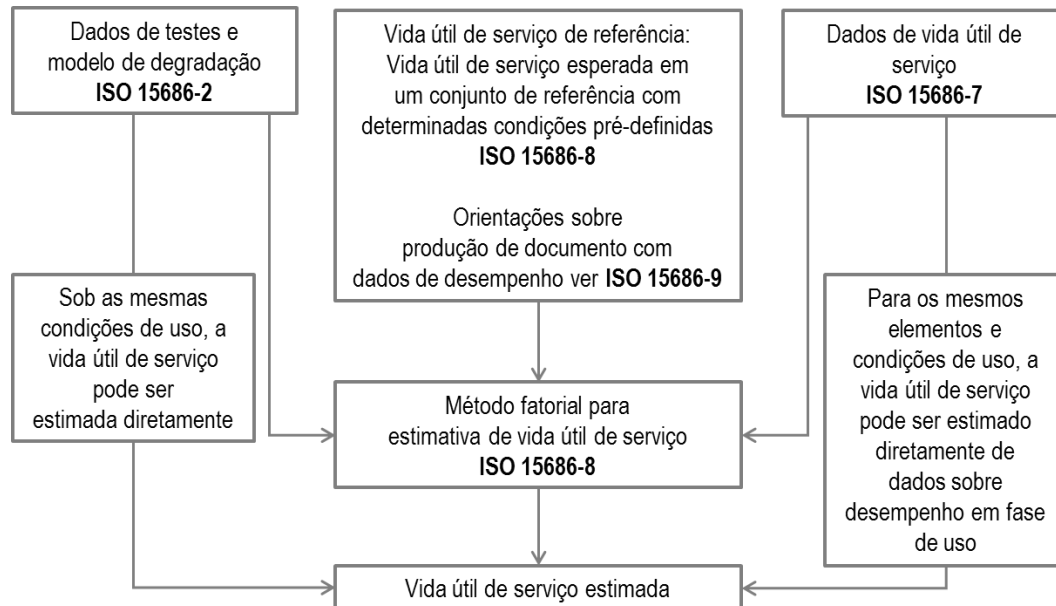 Dados de testes e
modelo de degradação
ISO 15686-2
Vida útil de serviço de referência:
Vida útil de serviço esperada em
um conjunto de referência com
determinadas condições pré-definidas
ISO 15686-8
Orientações sobre
produção de documento com
dados de desempenho ver ISO 15686-9
Dados de vida útil de
serviço
ISO 15686-7
Sob as mesmas
condições de uso, a
vida útil de serviço
pode ser
estimada diretamente
Método fatorial para
estimativa de vida útil de serviço
ISO 15686-8
Para os mesmos
elementos e
condições de uso, a
vida útil de serviço
pode ser estimado
diretamente de
dados sobre
desempenho em fase
de uso
Vida útil de serviço estimada